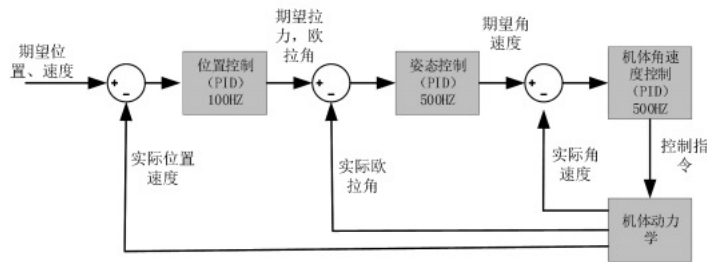 期望位
置、速度
+
-
位置控制
（PID）
100HZ
期望拉
力，欧
拉角
+
-
姿态控制
（PID）
500HZ
期望角
速度
+
-
机体角速
度控制
（PID）
500HZ
控制指
令
实际位置
速度
实际欧
拉角
实际角
速度
机体动力
学